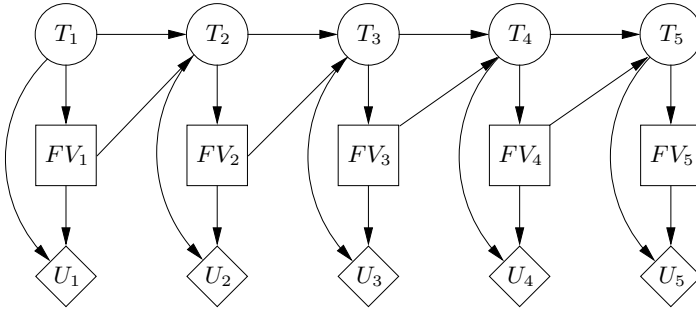 T₁ T₂ T₃ T₄ T₅
FV₁ FV₂ FV₃ FV₄ FV₅
U₁ U₂ U₃ U₄ U₅